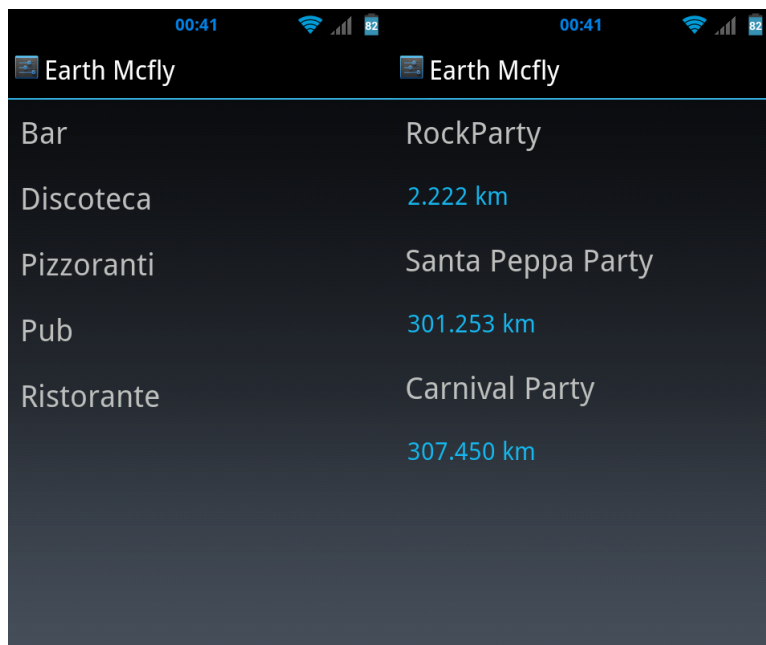 00:41
82
Earth Mcfly
Bar
Discoteca
Pizzoranti
Pub
Ristorante
00:41
82
Earth Mcfly
RockParty
2.222 km
Santa Peppa Party
301.253 km
Carnival Party
307.450 km